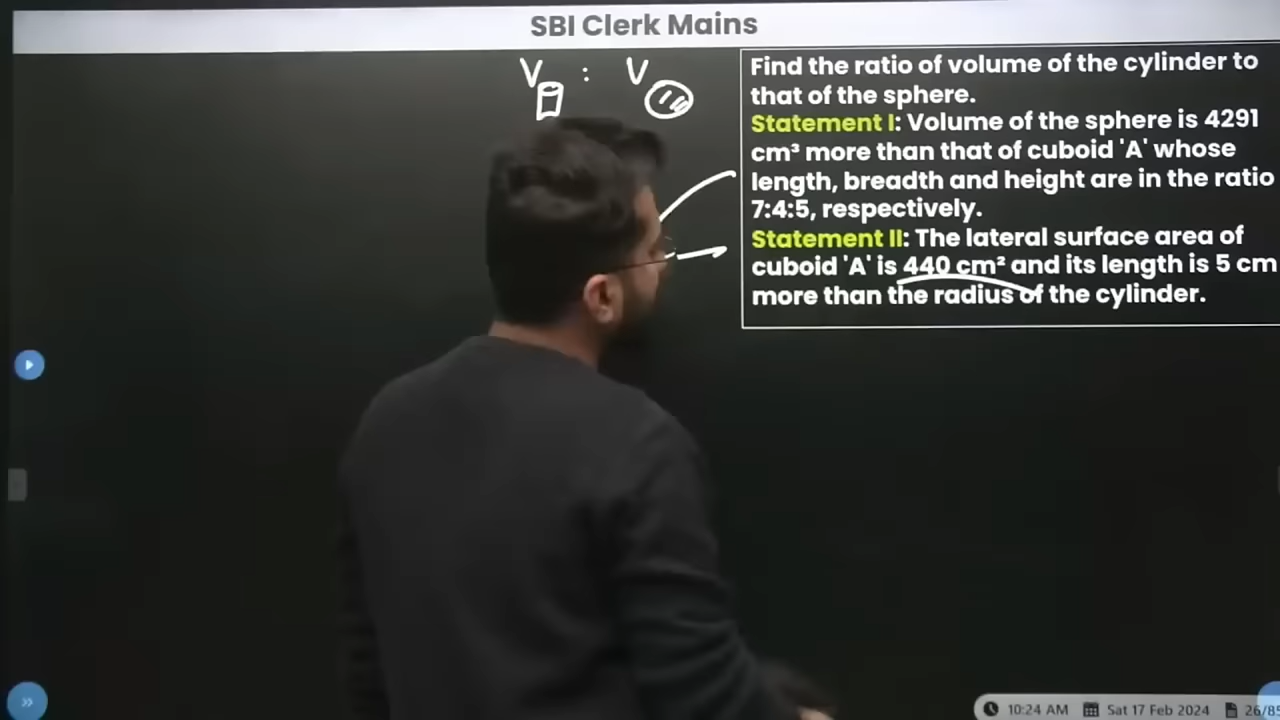 SBI Clerk Mains
V : V
Find the ratio of volume of the cylinder to
that of the sphere.
Statement I: Volume of the sphere is 4291
cm³ more than that of cuboid 'A' whose
length, breadth and height are in the ratio
7:4:5, respectively.
Statement II: The lateral surface area of
cuboid 'A' is 440 cm² and its length is 5 cm
more than the radius of the cylinder.
10:24 AM Sat 17 Feb 2024 26/85